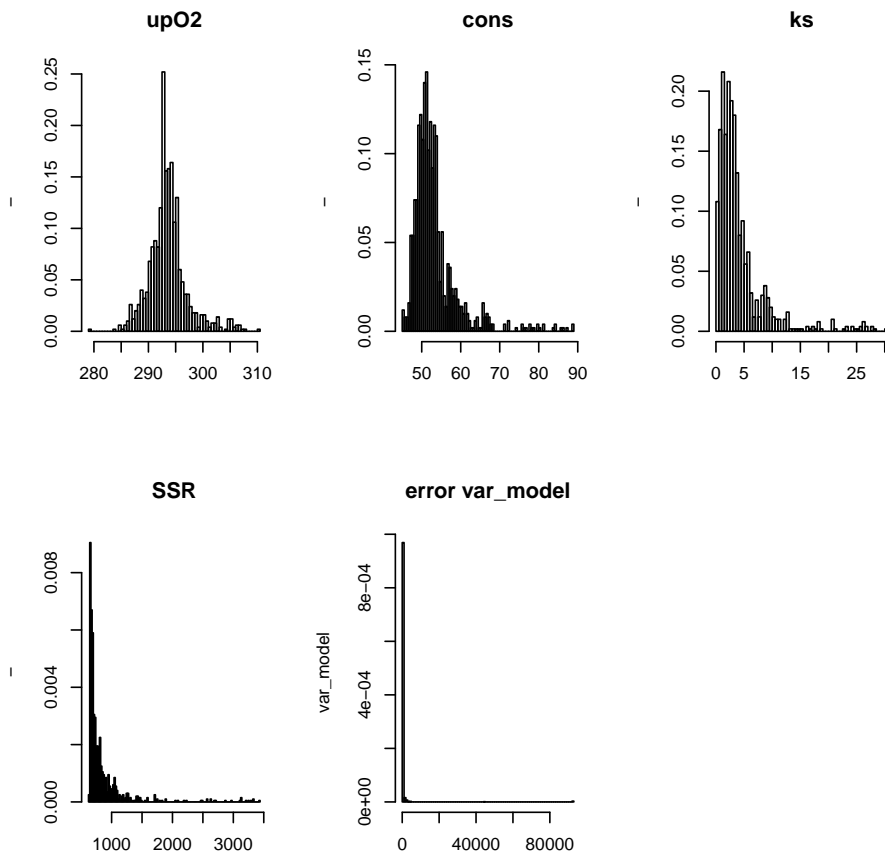 upO2
cons
ks
0.00 0.05 0.10 0.15 0.20 0.25
–
280 290 300 310
0.00 0.05 0.10 0.15
–
50 60 70 80 90
0.00 0.05 0.10 0.15 0.20
–
0 5 15 25
SSR
error var_model
0.000 0.004 0.008
–
1000 2000 3000
var_model
0e+00 4e-04 8e-04
0 40000 80000